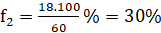 f₂ = 18.100/60 % = 30%